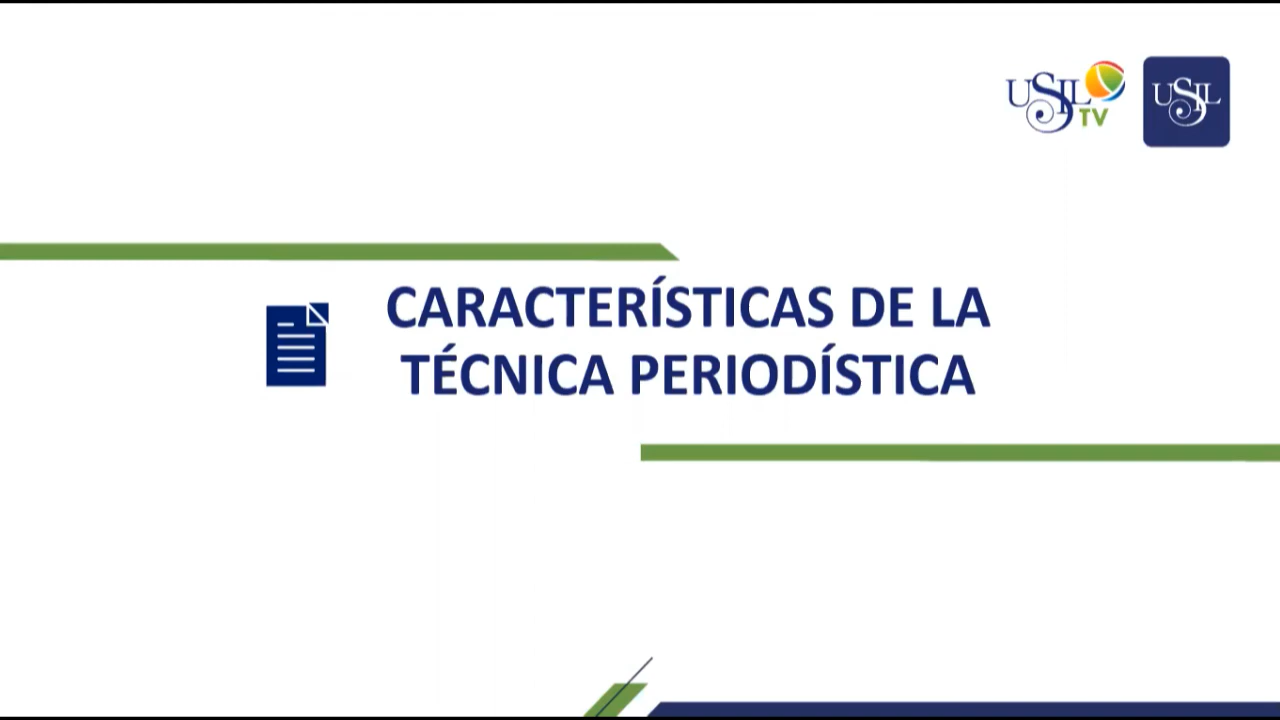 USIL
TV
USIL
CARACTERÍSTICAS DE LA
TÉCNICA PERIODÍSTICA